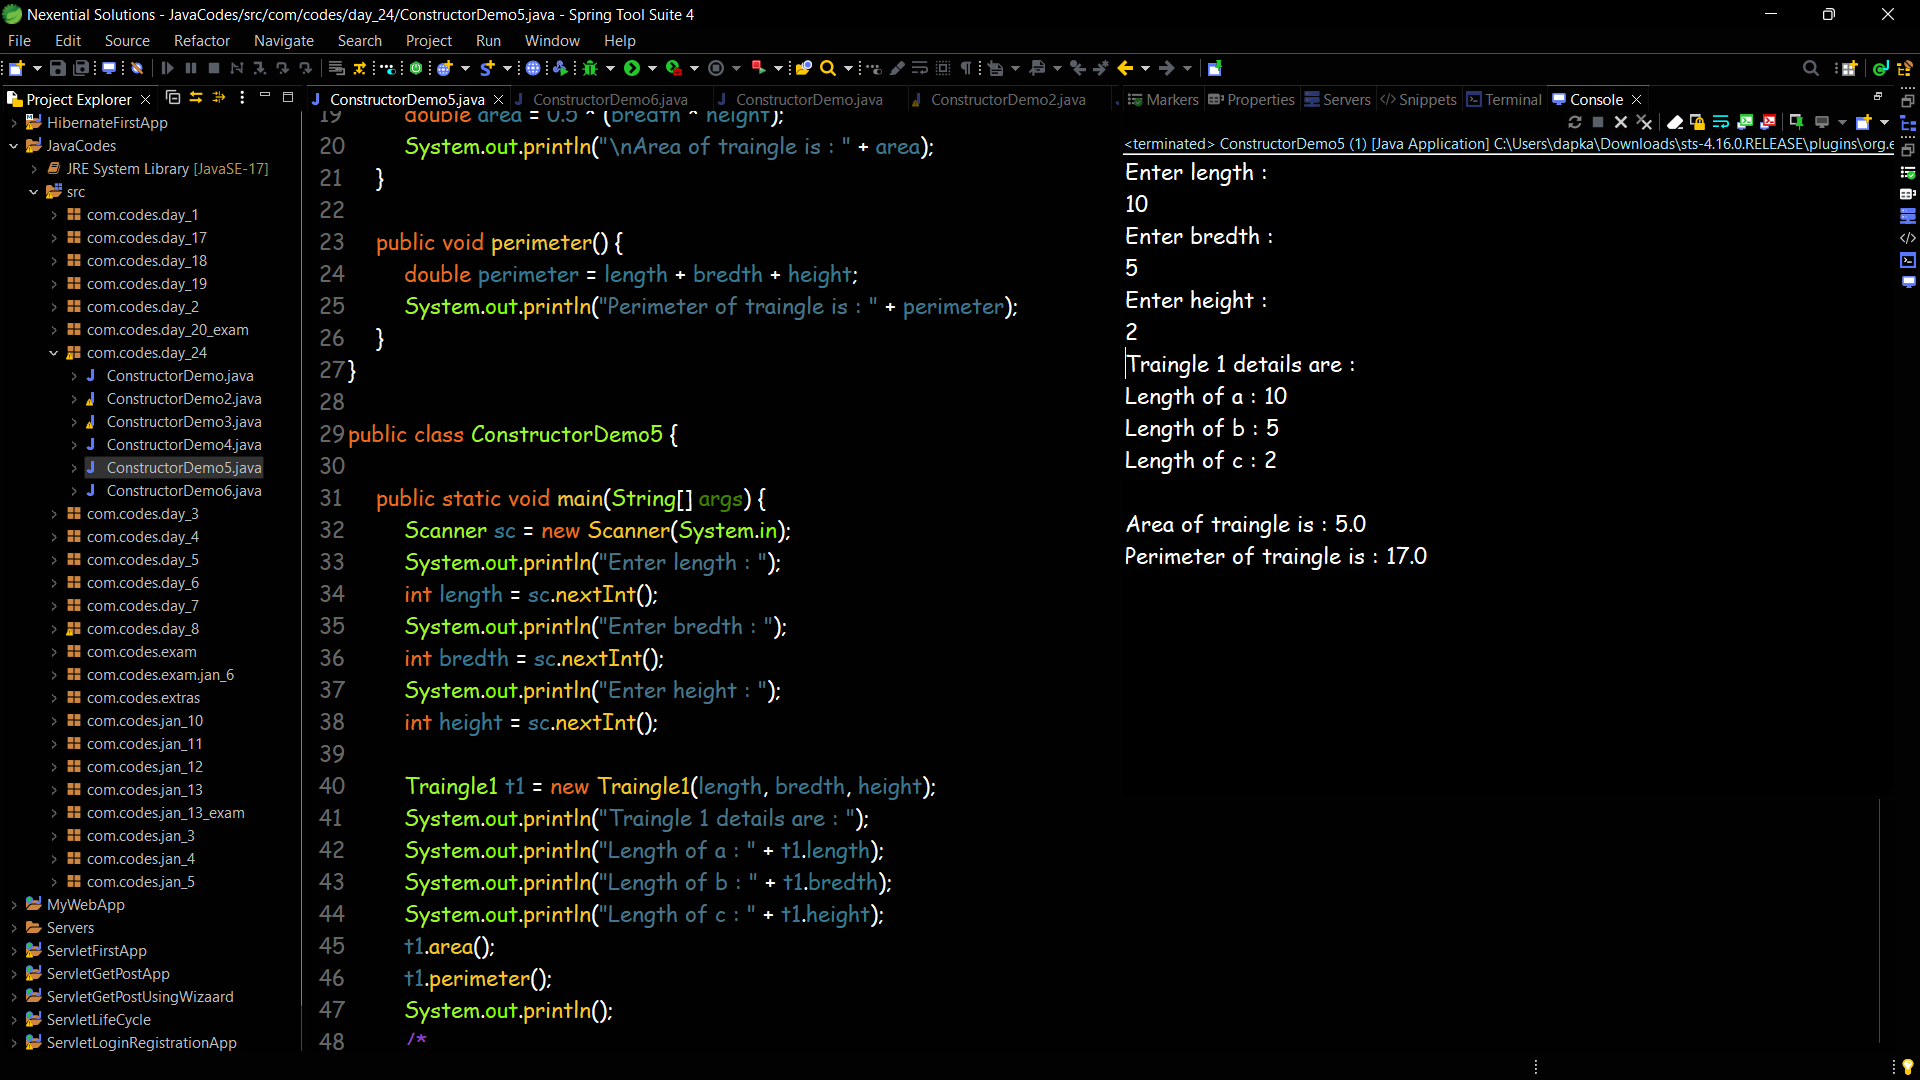 Nexential Solutions - JavaCodes/src/com/codes/day_24/ConstructorDemo5.java - Spring Tool Suite 4
File Edit Source Refactor Navigate Search Project Run Window Help
Project Explorer
HibernateFirstApp
JavaCodes
JRE System Library [JavaSE-17]
src
com.codes.day_1
com.codes.day_17
com.codes.day_18
com.codes.day_19
com.codes.day_2
com.codes.day_20_exam
com.codes.day_24
ConstructorDemo.java
ConstructorDemo2.java
ConstructorDemo3.java
ConstructorDemo4.java
ConstructorDemo5.java
ConstructorDemo6.java
com.codes.day_3
com.codes.day_4
com.codes.day_5
com.codes.day_6
com.codes.day_7
com.codes.day_8
com.codes.exam
com.codes.exam.jan_6
com.codes.extras
com.codes.jan_10
com.codes.jan_11
com.codes.jan_12
com.codes.jan_13
com.codes.jan_13_exam
com.codes.jan_3
com.codes.jan_4
com.codes.jan_5
MyWebApp
Servers
ServletFirstApp
ServletGetPostApp
ServletGetPostUsingWizaard
ServletLifeCycle
ServletLoginRegistrationApp
ConstructorDemo5.java ConstructorDemo6.java ConstructorDemo.java ConstructorDemo2.java
19 double area = 0.5 * (bredth * height);
20 System.out.println("\nArea of traingle is : " + area);
21 }
22
23 public void perimeter() {
24 double perimeter = length + bredth + height;
25 System.out.println("Perimeter of traingle is : " + perimeter);
26 }
27 }
28
29 public class ConstructorDemo5 {
30
31 public static void main(String[] args) {
32 Scanner sc = new Scanner(System.in);
33 System.out.println("Enter length : ");
34 int length = sc.nextInt();
35 System.out.println("Enter bredth : ");
36 int bredth = sc.nextInt();
37 System.out.println("Enter height : ");
38 int height = sc.nextInt();
39
40 Traingle1 t1 = new Traingle1(length, bredth, height);
41 System.out.println("Traingle 1 details are : ");
42 System.out.println("Length of a : " + t1.length);
43 System.out.println("Length of b : " + t1.bredth);
44 System.out.println("Length of c : " + t1.height);
45 t1.area();
46 t1.perimeter();
47 System.out.println();
48 /*
Markers Properties Servers Snippets Terminal Console
<terminated> ConstructorDemo5 (1) [Java Application] C:\Users\dapka\Downloads\sts-4.16.0.RELEASE\plugins\org.e
Enter length :
10
Enter bredth :
5
Enter height :
2
Traingle 1 details are :
Length of a : 10
Length of b : 5
Length of c : 2
Area of traingle is : 5.0
Perimeter of traingle is : 17.0